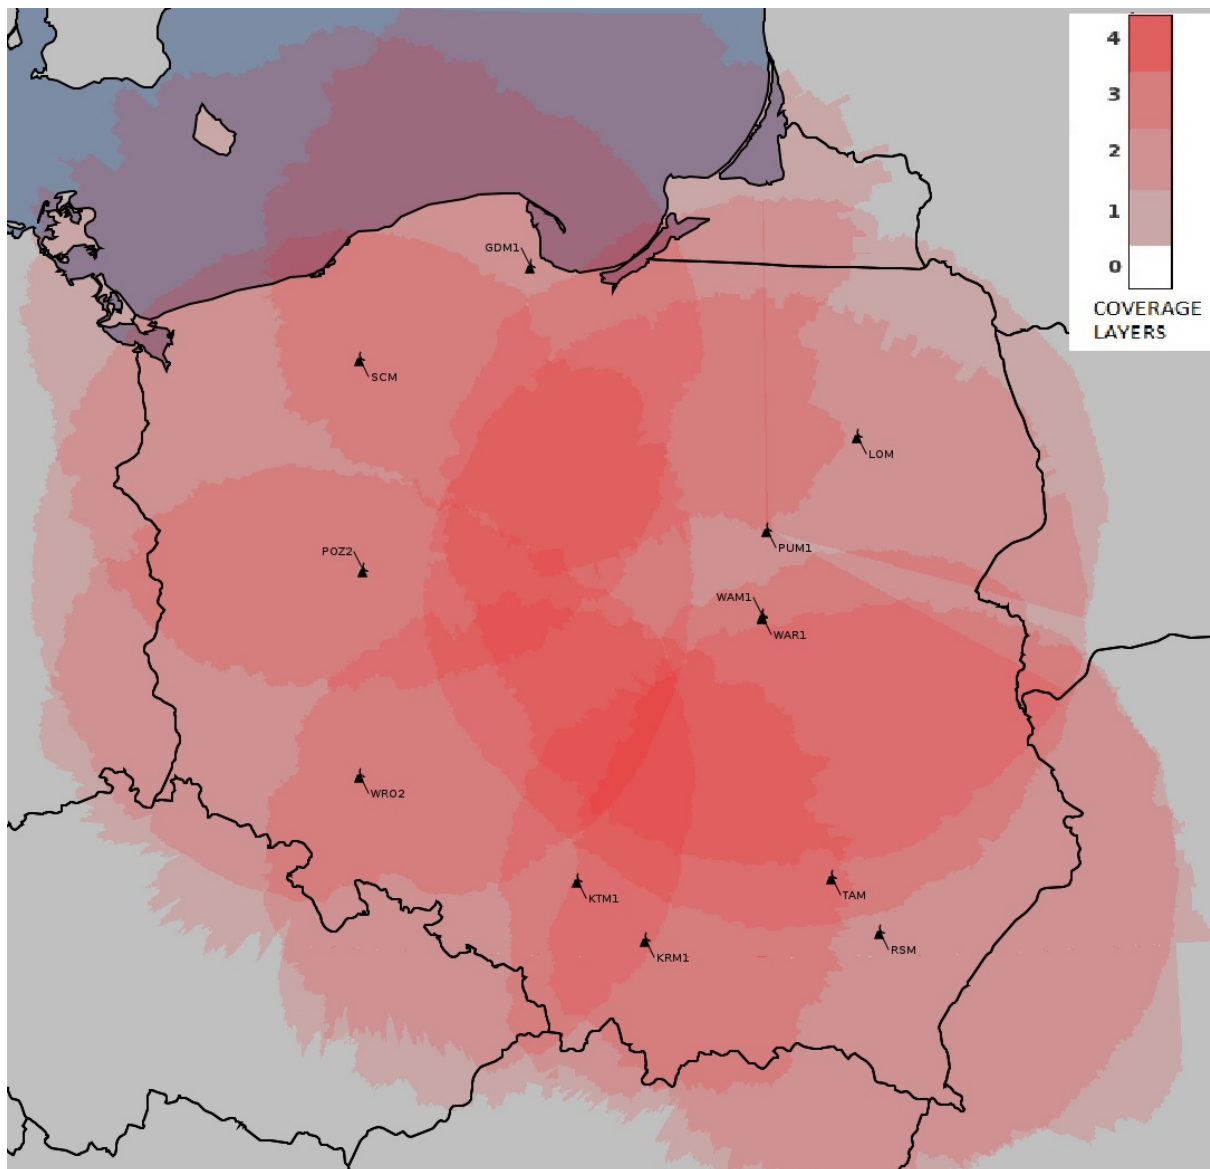 4
3
2
1
0
COVERAGE
LAYERS
GDM1
SCM
LOM
POZ2
PUM1
WAM1
WAR1
WRO2
KTM1
TAM
KRM1
RSM